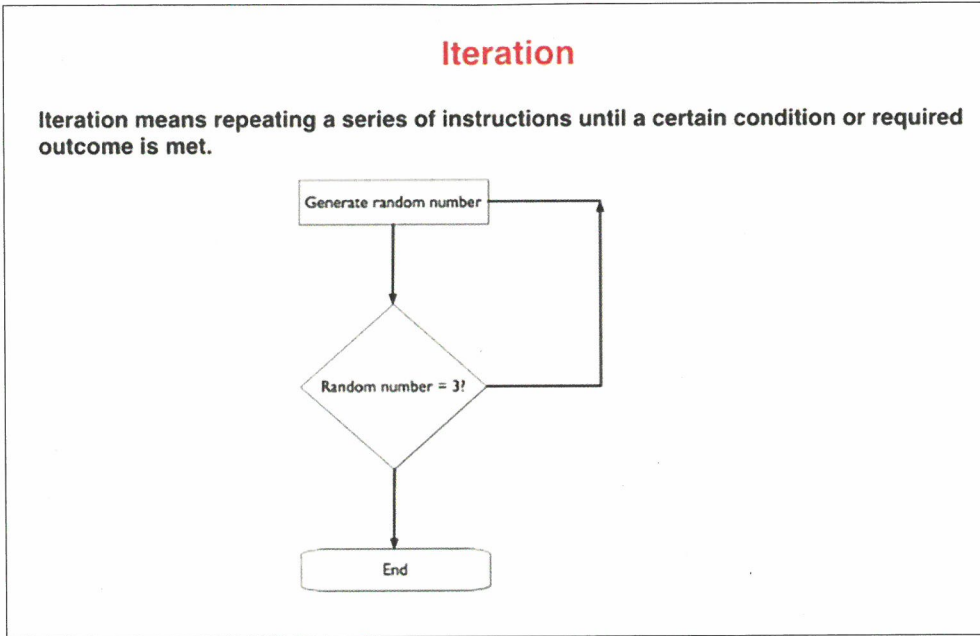 Iteration
Iteration means repeating a series of instructions until a certain condition or required
outcome is met.
Generate random number
Random number = 3?
End